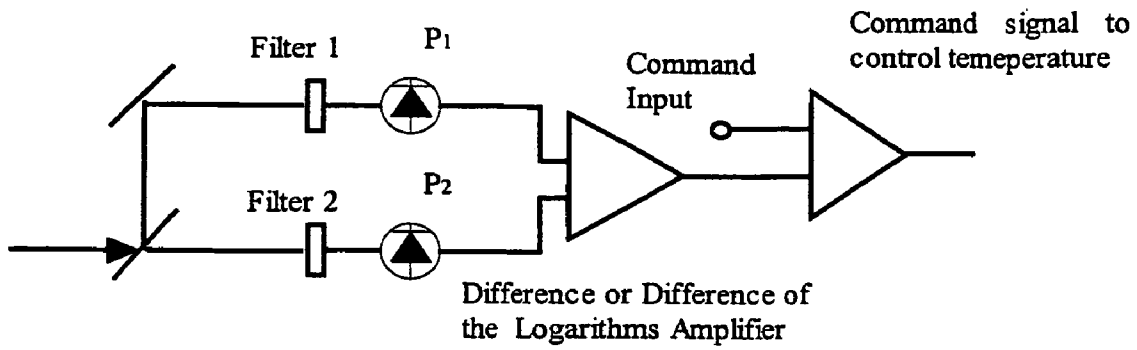 Filter 1
P1
Command
Input
Command signal to
control temeperature
Filter 2
P2
Difference or Difference of
the Logarithms Amplifier